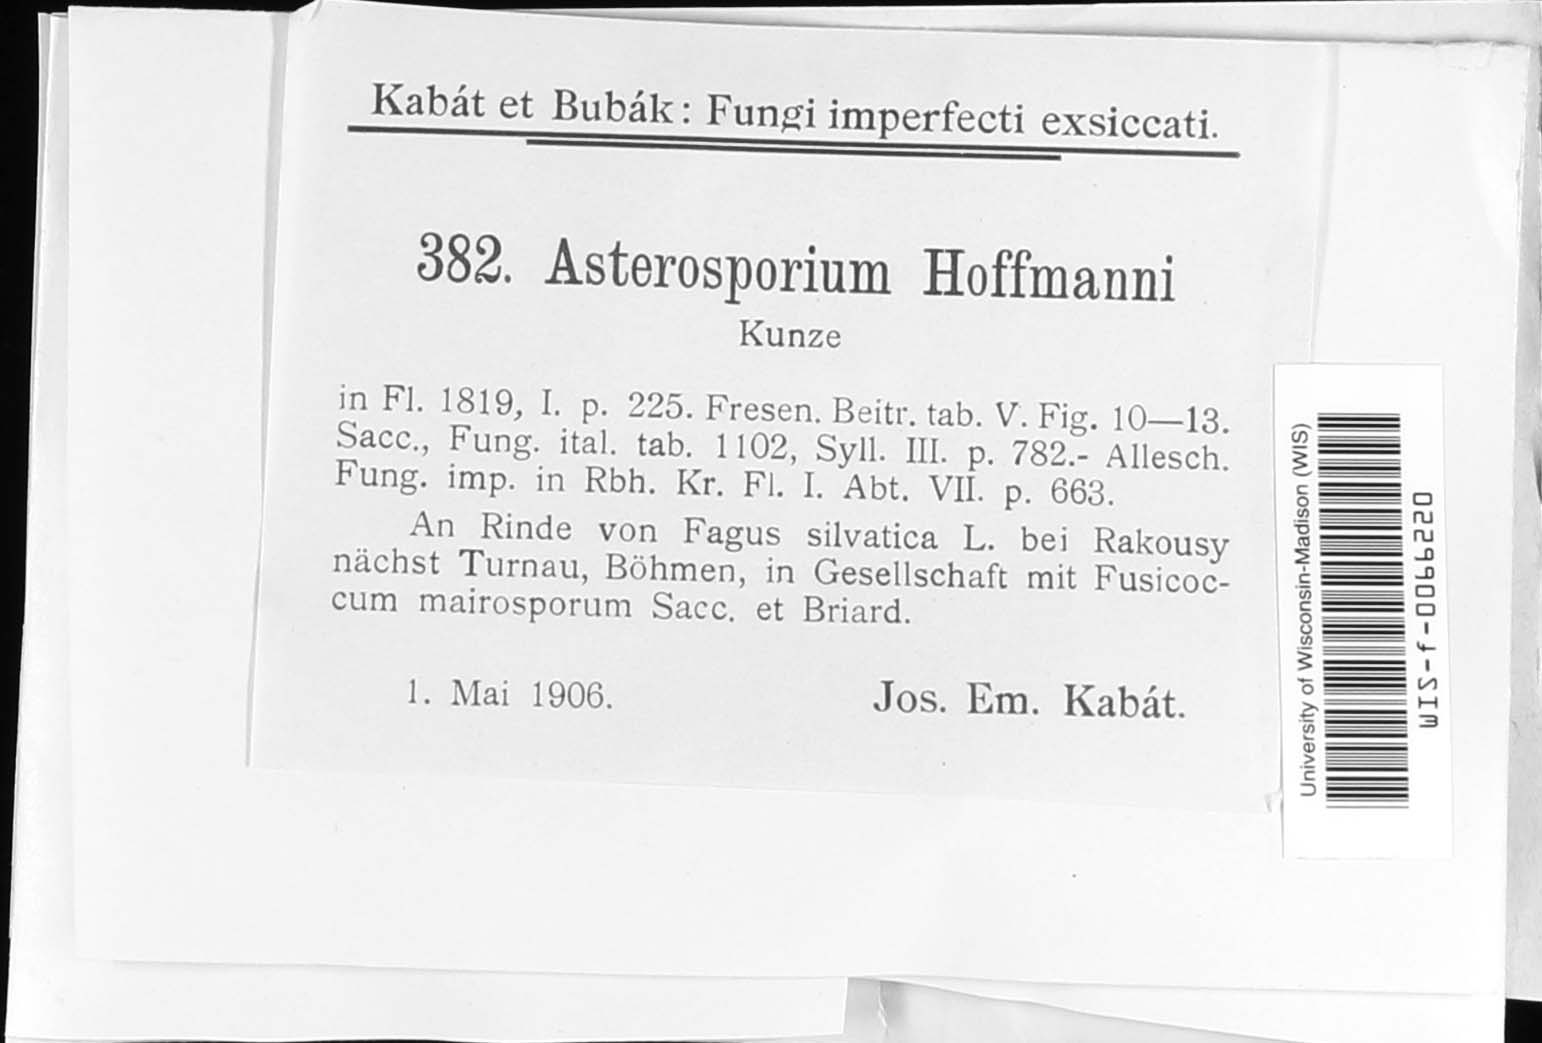 Kabát et Bubák: Fungi imperfecti exsiccati.
382. Asterosporium Hoffmanni
Kunze
in Fl. 1819, I. p. 225. Fresen. Beitr. tab. V. Fig. 10—13.
Sacc., Fung. ital. tab. 1102, Syll. III. p. 782.- Allesch.
Fung. imp. in Rbh. Kr. Fl. I. Abt. VII. p. 663.
An Rinde von Fagus silvatica L. bei Rakousy
nächst Turnau, Böhmen, in Gesellschaft mit Fusicoc-
cum mairosporum Sacc. et Briard.
1. Mai 1906. Jos. Em. Kabát.
University of Wisconsin-Madison (WIS)
WIS-f-0066220